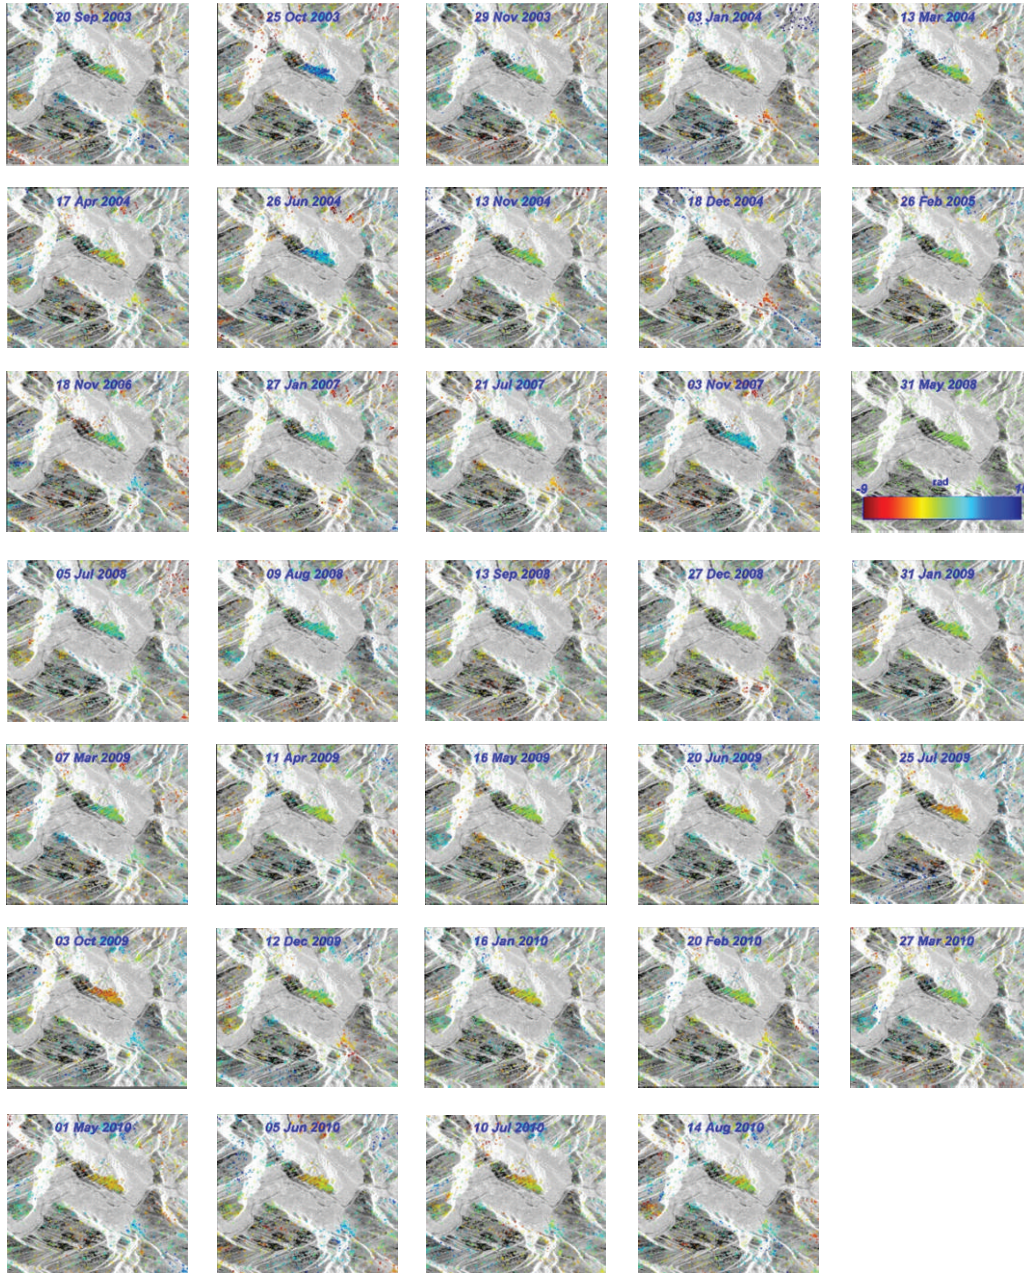 20 Sep 2003
25 Oct 2003
29 Nov 2003
03 Jan 2004
13 Mar 2004
17 Apr 2004
26 Jun 2004
13 Nov 2004
18 Dec 2004
26 Feb 2005
18 Nov 2006
27 Jan 2007
21 Jul 2007
03 Nov 2007
31 May 2008
rad
-9
05 Jul 2008
09 Aug 2008
13 Sep 2008
27 Dec 2008
31 Jan 2009
07 Mar 2009
11 Apr 2009
16 May 2009
20 Jun 2009
25 Jul 2009
03 Oct 2009
12 Dec 2009
16 Jan 2010
20 Feb 2010
27 Mar 2010
01 May 2010
05 Jun 2010
10 Jul 2010
14 Aug 2010